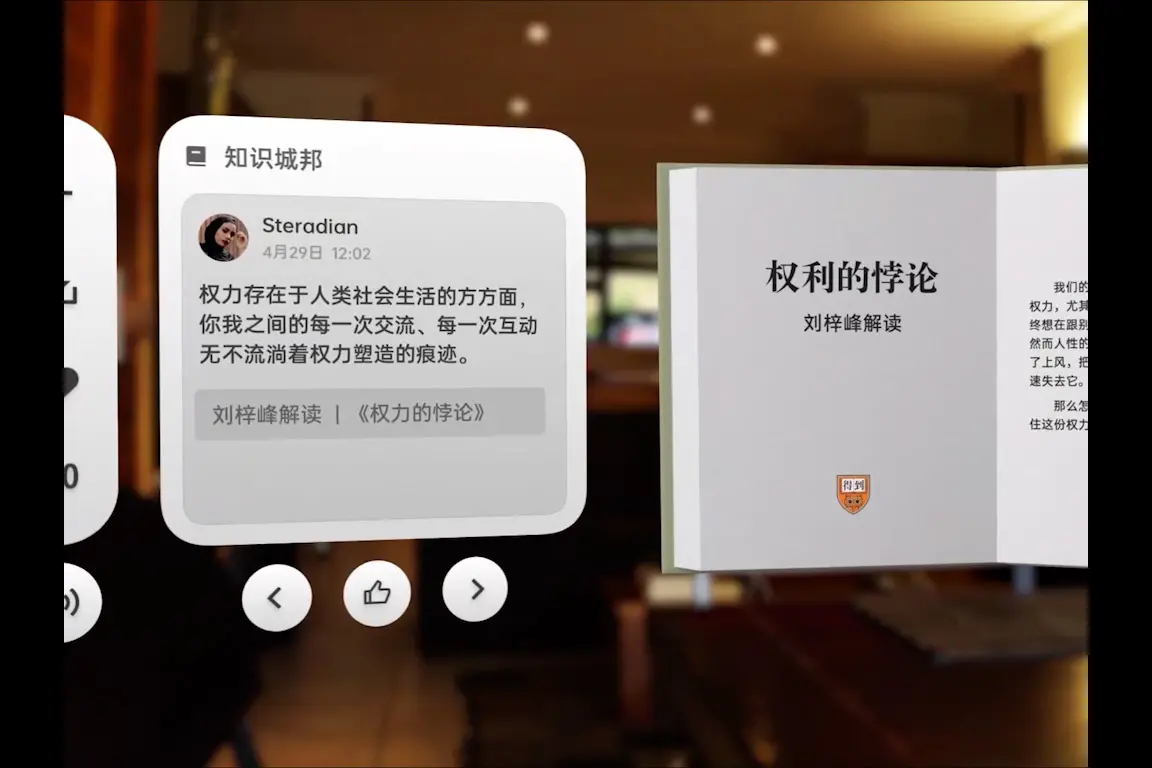 知识城邦
Steradian
4月29日 12:02
权力存在于人类社会生活的方方面，
你我之间的每一次交流、每一次互动
无不流淌着权力塑造的痕迹。
刘梓峰解读 | 《权力的悖论》
0
权利的悖论
刘梓峰解读
得到
我们的
权力，尤其
终想在跟别
然而人性的
了上风，把
速失去它。
那么怎
住这份权力